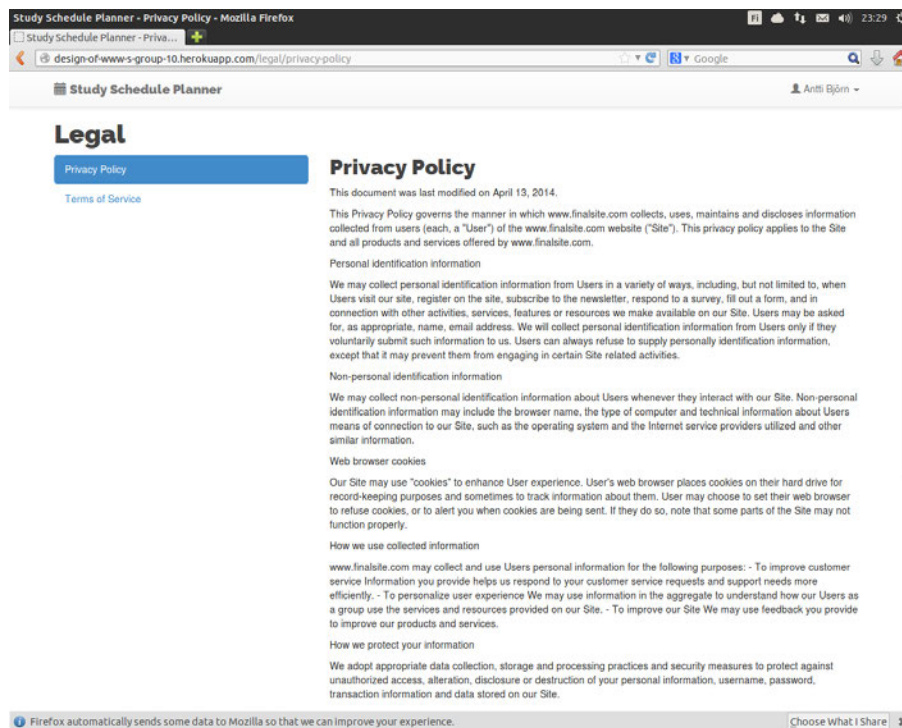 Study Schedule Planner - Privacy Policy - Mozilla Firefox
Fi
23:29
Study Schedule Planner - Priva...
design-of-www-s-group-10.herokuapp.com/legal/privacy-policy
Google
Study Schedule Planner
Antti Björn
Legal
Privacy Policy
Terms of Service
Privacy Policy
This document was last modified on April 13, 2014.
This Privacy Policy governs the manner in which www.finalsite.com collects, uses, maintains and discloses information
collected from users (each, a "User") of the www.finalsite.com website ("Site"). This privacy policy applies to the Site
and all products and services offered by www.finalsite.com.
Personal identification information
We may collect personal identification information from Users in a variety of ways, including, but not limited to, when
Users visit our site, register on the site, subscribe to the newsletter, respond to a survey, fill out a form, and in
connection with other activities, services, features or resources we make available on our Site. Users may be asked
for, as appropriate, name, email address. We will collect personal identification information from Users only if they
voluntarily submit such information to us. Users can always refuse to supply personally identification information,
except that it may prevent them from engaging in certain Site related activities.
Non-personal identification information
We may collect non-personal identification information about Users whenever they interact with our Site. Non-personal
identification information may include the browser name, the type of computer and technical information about Users
means of connection to our Site, such as the operating system and the Internet service providers utilized and other
similar information.
Web browser cookies
Our Site may use "cookies" to enhance User experience. User's web browser places cookies on their hard drive for
record-keeping purposes and sometimes to track information about them. User may choose to set their web browser
to refuse cookies, or to alert you when cookies are being sent. If they do so, note that some parts of the Site may not
function properly.
How we use collected information
www.finalsite.com may collect and use Users personal information for the following purposes: - To improve customer
service Information you provide helps us respond to your customer service requests and support needs more
efficiently. - To personalize user experience We may use information in the aggregate to understand how our Users as
a group use the services and resources provided on our Site. - To improve our Site We may use feedback you provide
to improve our products and services.
How we protect your information
We adopt appropriate data collection, storage and processing practices and security measures to protect against
unauthorized access, alteration, disclosure or destruction of your personal information, username, password,
transaction information and data stored on our Site.
Firefox automatically sends some data to Mozilla so that we can improve your experience.
Choose What I Share